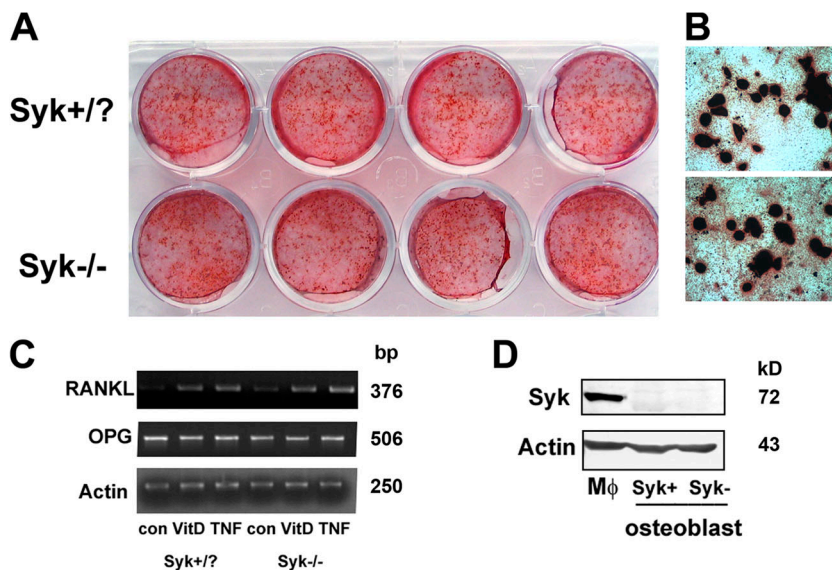 A
B
Syk+/?
Syk-/-
C
bp
RANKL
376
OPG
506
Actin
250
con VitD TNF con VitD TNF
Syk+/? Syk-/-
D
kD
Syk
72
Actin
43
Mϕ Syk+ Syk-
osteoblast